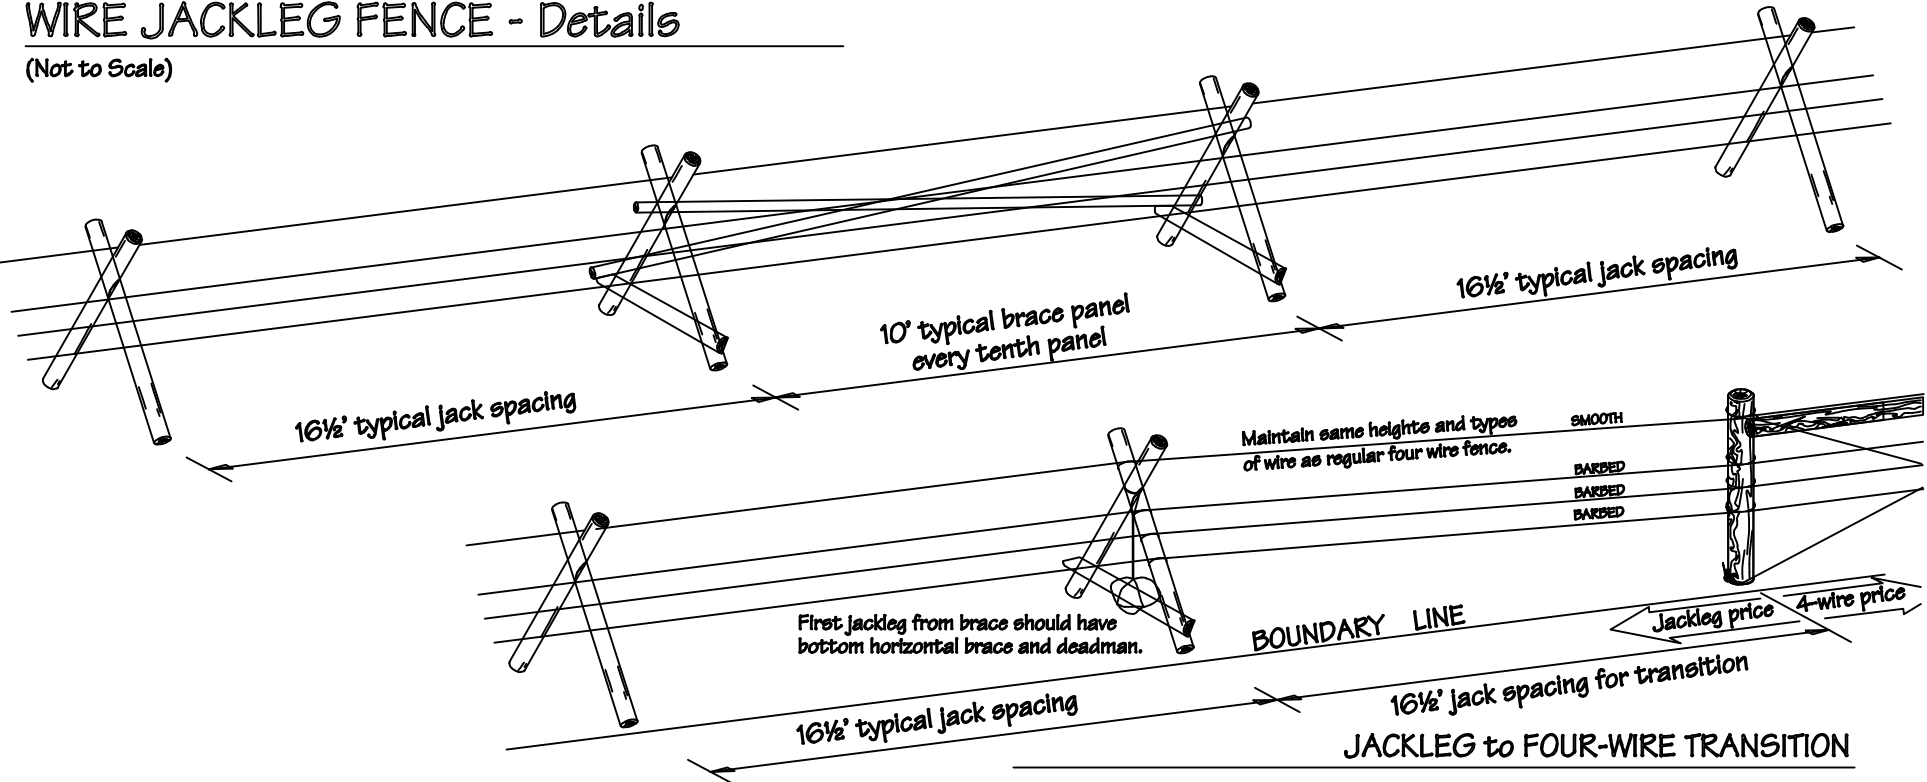 WIRE JACKLEG FENCE - Details
(Not to Scale)
16½' typical jack spacing
10' typical brace panel
every tenth panel
16½' typical jack spacing
Maintain same heights and types
of wire as regular four wire fence.
SMOOTH
BARBED
BARBED
BARBED
First jackleg from brace should have
bottom horizontal brace and deadman.
BOUNDARY LINE
Jackleg price
4-wire price
16½' typical jack spacing
16½' jack spacing for transition
JACKLEG to FOUR-WIRE TRANSITION